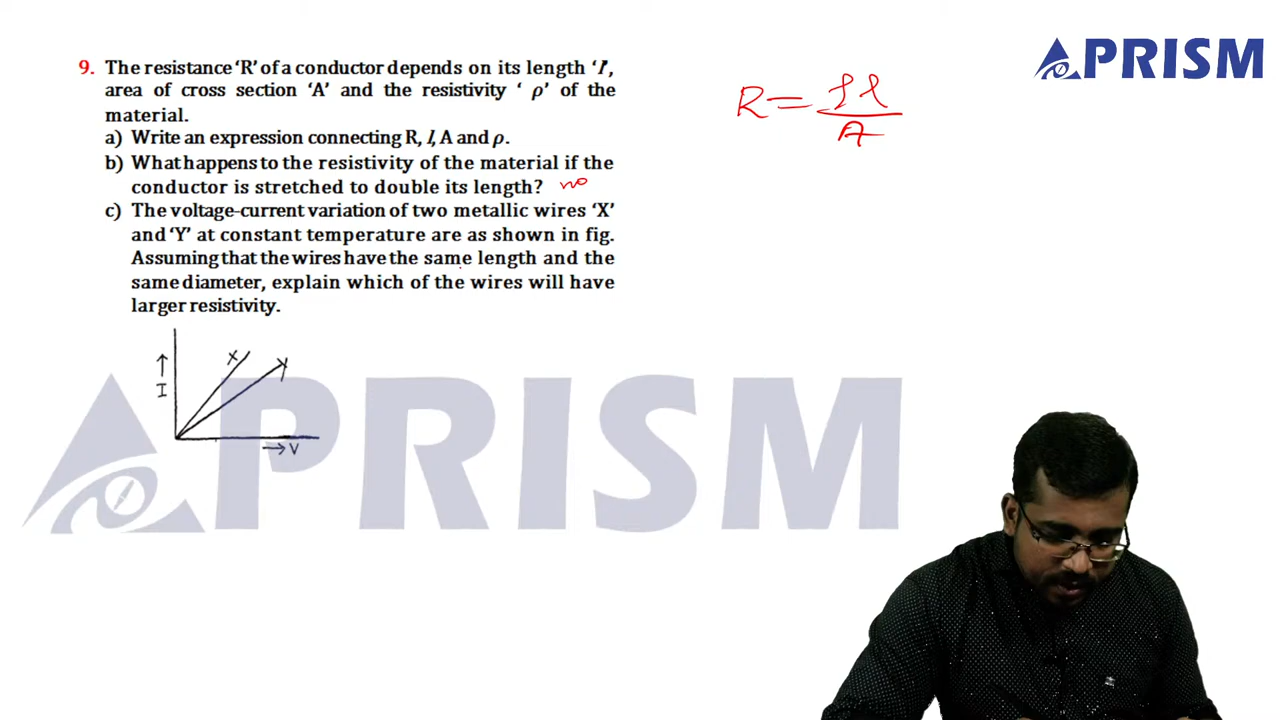 9. The resistance ‘R’ of a conductor depends on its length ‘l’,
area of cross section ‘A’ and the resistivity ‘ ρ’ of the
material.
a) Write an expression connecting R, l, A and ρ.
b) What happens to the resistivity of the material if the
conductor is stretched to double its length? no
c) The voltage-current variation of two metallic wires ‘X’
and ‘Y’ at constant temperature are as shown in fig.
Assuming that the wires have the same length and the
same diameter, explain which of the wires will have
larger resistivity.
X
Y
↑
I
→ V
R = ρl
A
PRISM
PRISM